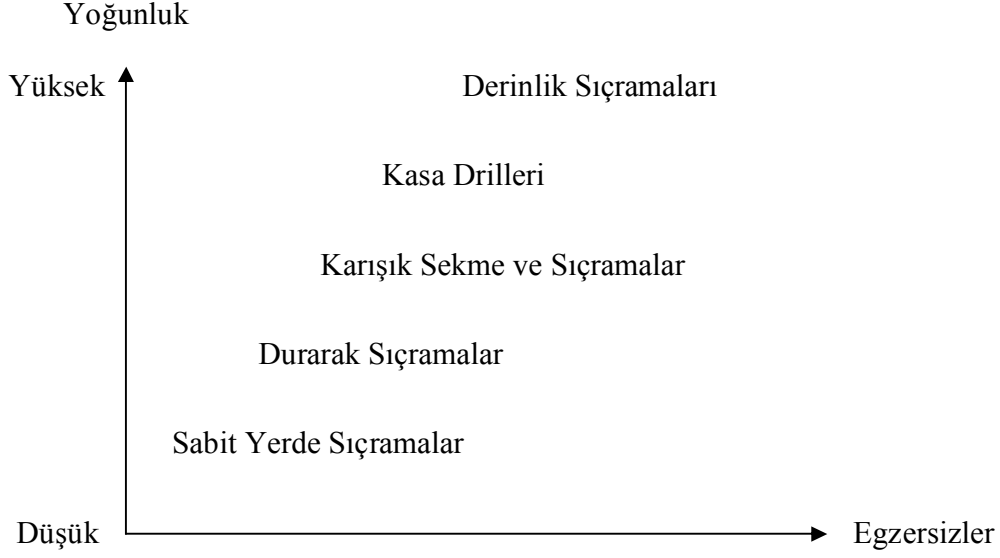 Yoğunluk
Yüksek
Derinlik Sıçramaları
Kasa Drilleri
Karışık Sekme ve Sıçramalar
Durarak Sıçramalar
Sabit Yerde Sıçramalar
Düşük
Egzersizler